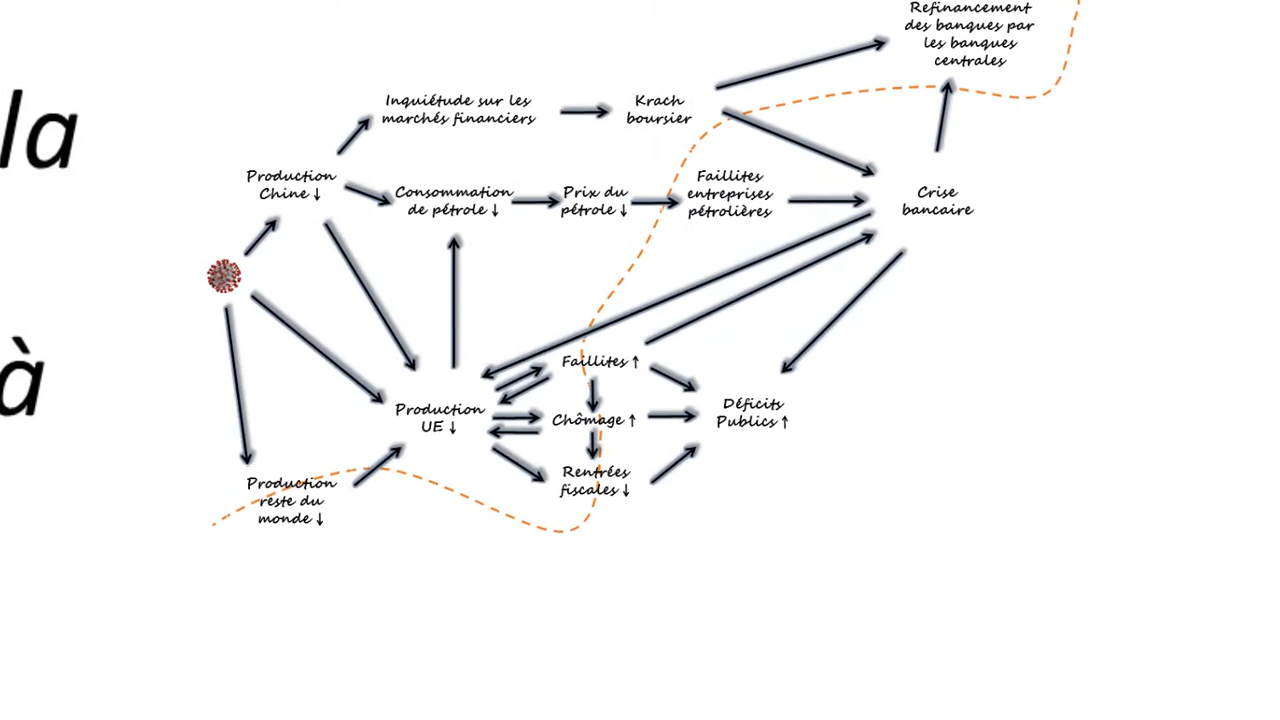 la
à
Refinancement
des banques par
les banques
centrales
Inquiétude sur les
marchés financiers
Krach
boursier
Production
Chine ↓
Consommation
de pétrole ↓
Prix du
pétrole ↓
Faillites
entreprises
pétrolières
Crise
bancaire
Faillites ↑
Production
UE ↓
Chômage ↑
Déficits
Publics ↑
Rentrées
fiscales ↓
Production
reste du
monde ↓